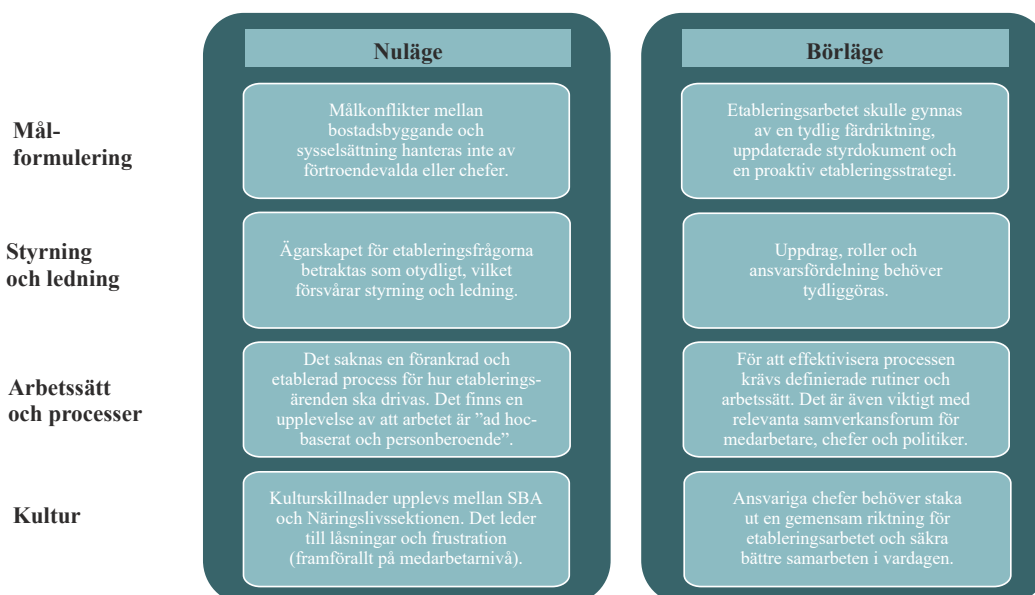 Nuläge
Börläge
Mål-
formulering
Målkonflikter mellan
bostadsbyggande och
sysselsättning hanteras inte av
förtroendevalda eller chefer.
Etableringsarbetet skulle gynnas
av en tydlig färdriktning,
uppdaterade styrdokument och
en proaktiv etableringsstrategi.
Styrning
och ledning
Ägarskapet för etableringsfrågorna
betraktas som otydligt, vilket
försvårar styrning och ledning.
Uppdrag, roller och
ansvarsfördelning behöver
tydliggöras.
Arbetssätt
och processer
Det saknas en förankrad och
etablerad process för hur etablerings-
ärenden ska drivas. Det finns en
upplevelse av att arbetet är ”ad hoc-
baserat och personberoende”.
För att effektivisera processen
krävs definierade rutiner och
arbetssätt. Det är även viktigt med
relevanta samverkansforum för
medarbetare, chefer och politiker.
Kultur
Kulturskillnader upplevs mellan SBA
och Näringslivssektionen. Det leder
till låsningar och frustration
(framförallt på medarbetarnivå).
Ansvariga chefer behöver staka
ut en gemensam riktning för
etableringsarbetet och säkra
bättre samarbeten i vardagen.